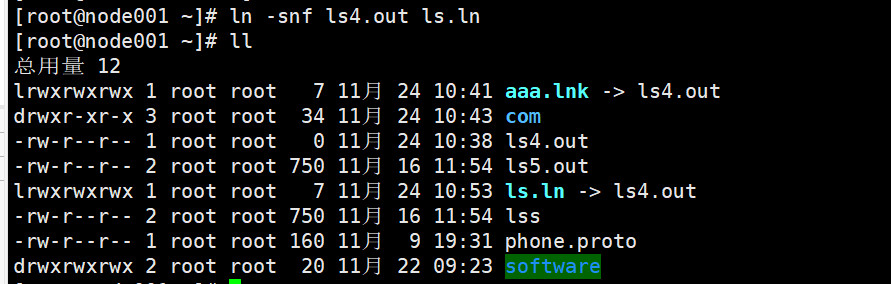 [root@node001 ~]# ln -snf ls4.out ls.ln
[root@node001 ~]# ll
总用量 12
lrwxrwxrwx 1 root root   7 11月 24 10:41 aaa.lnk -> ls4.out
drwxr-xr-x 3 root root  34 11月 24 10:43 com
-rw-r--r-- 1 root root   0 11月 24 10:38 ls4.out
-rw-r--r-- 2 root root 750 11月 16 11:54 ls5.out
lrwxrwxrwx 1 root root   7 11月 24 10:53 ls.ln -> ls4.out
-rw-r--r-- 2 root root 750 11月 16 11:54 lss
-rw-r--r-- 1 root root 160 11月  9 19:31 phone.proto
drwxrwxrwx 2 root root  20 11月 22 09:23 software